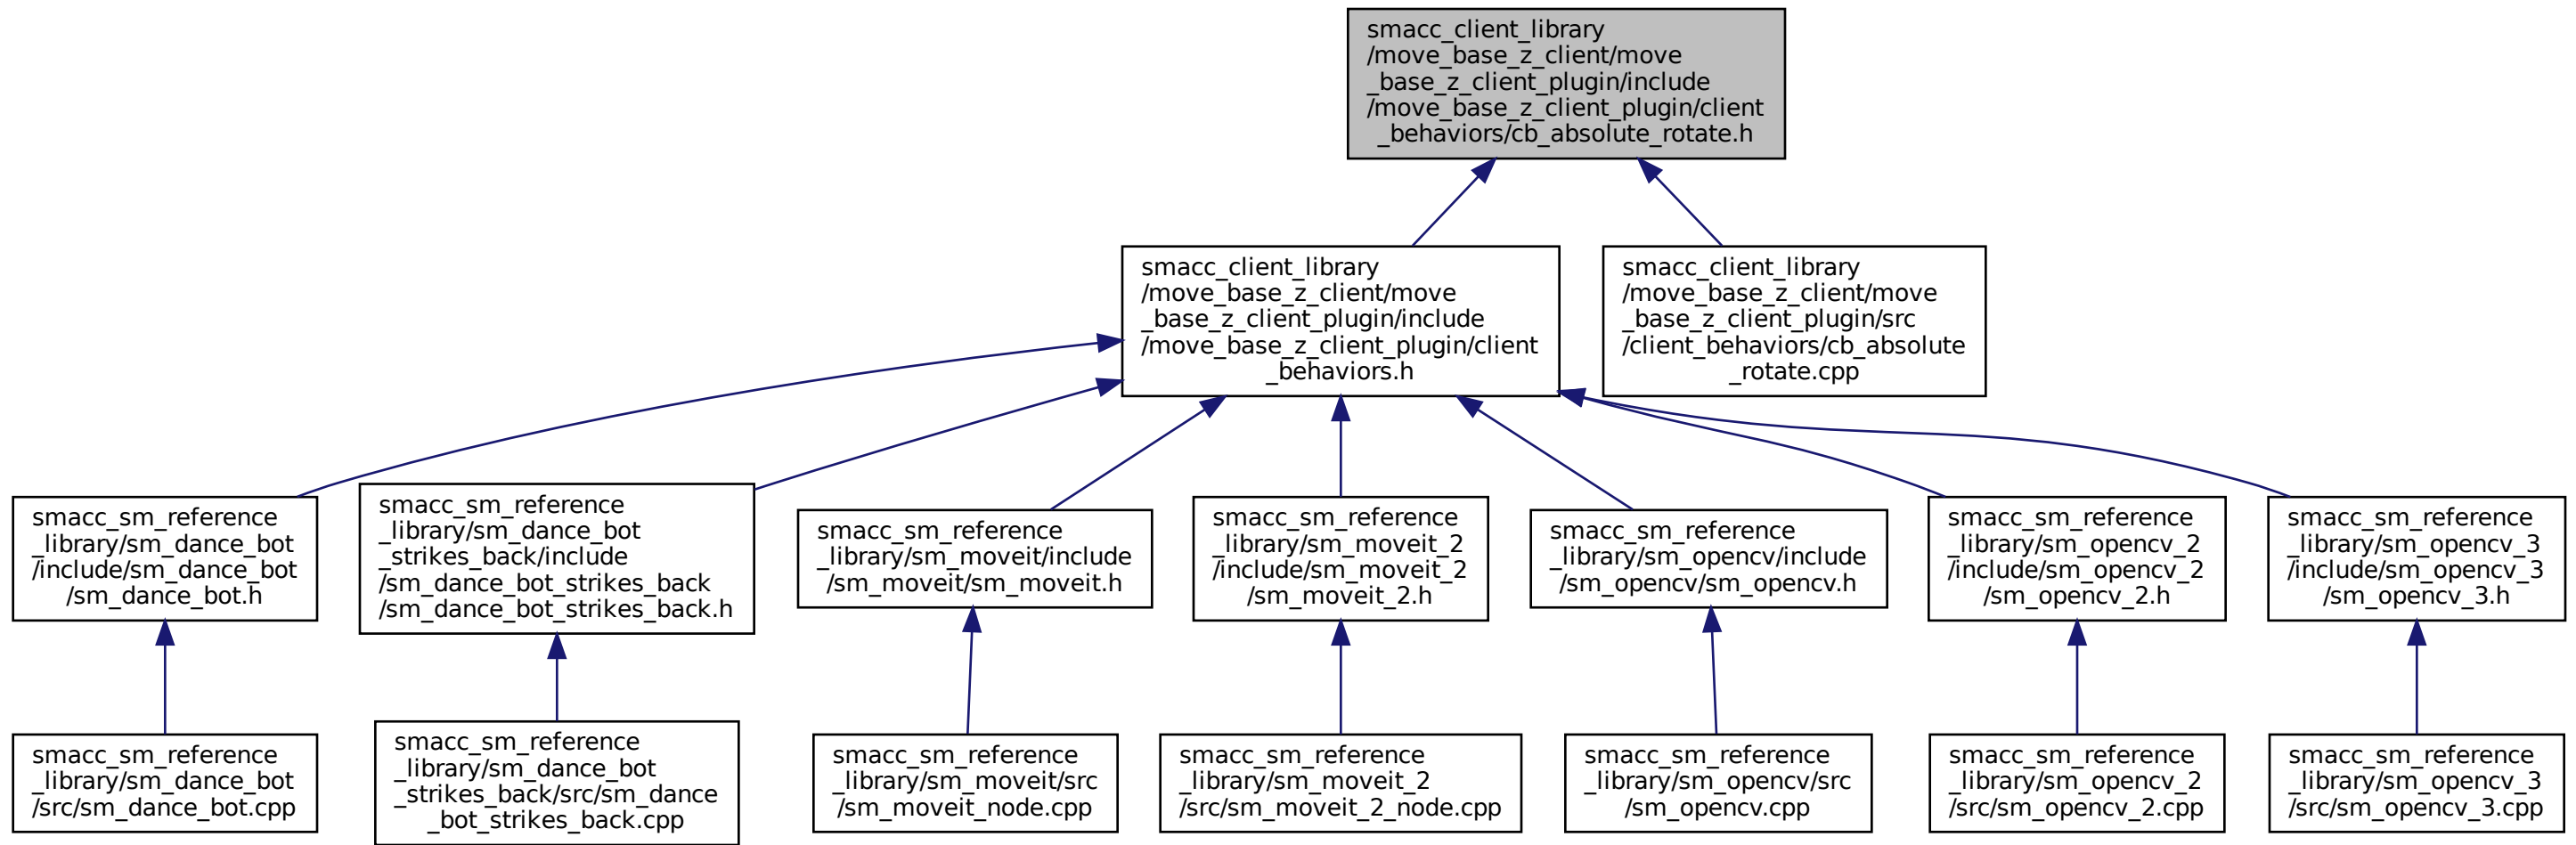 smacc_client_library
/move_base_z_client/move
_base_z_client_plugin/include
/move_base_z_client_plugin/client
_behaviors/cb_absolute_rotate.h
smacc_client_library
/move_base_z_client/move
_base_z_client_plugin/include
/move_base_z_client_plugin/client
_behaviors.h
smacc_client_library
/move_base_z_client/move
_base_z_client_plugin/src
/client_behaviors/cb_absolute
_rotate.cpp
smacc_sm_reference
_library/sm_dance_bot
/include/sm_dance_bot
/sm_dance_bot.h
smacc_sm_reference
_library/sm_dance_bot
_strikes_back/include
/sm_dance_bot_strikes_back
/sm_dance_bot_strikes_back.h
smacc_sm_reference
_library/sm_moveit/include
/sm_moveit/sm_moveit.h
smacc_sm_reference
_library/sm_moveit_2
/include/sm_moveit_2
/sm_moveit_2.h
smacc_sm_reference
_library/sm_opencv/include
/sm_opencv/sm_opencv.h
smacc_sm_reference
_library/sm_opencv_2
/include/sm_opencv_2
/sm_opencv_2.h
smacc_sm_reference
_library/sm_opencv_3
/include/sm_opencv_3
/sm_opencv_3.h
smacc_sm_reference
_library/sm_dance_bot
/src/sm_dance_bot.cpp
smacc_sm_reference
_library/sm_dance_bot
_strikes_back/src/sm_dance
_bot_strikes_back.cpp
smacc_sm_reference
_library/sm_moveit/src
/sm_moveit_node.cpp
smacc_sm_reference
_library/sm_moveit_2
/src/sm_moveit_2_node.cpp
smacc_sm_reference
_library/sm_opencv/src
/sm_opencv.cpp
smacc_sm_reference
_library/sm_opencv_2
/src/sm_opencv_2.cpp
smacc_sm_reference
_library/sm_opencv_3
/src/sm_opencv_3.cpp